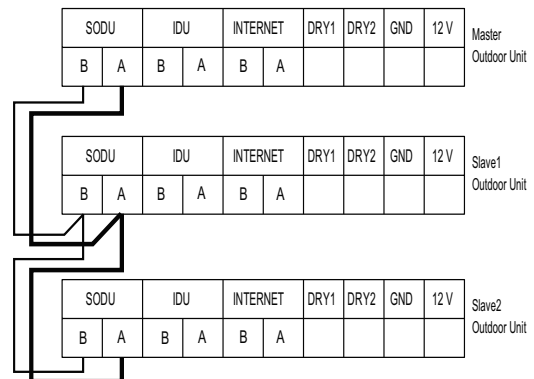 SODU IDU INTERNET DRY1 DRY2 GND 12 V
B A B A B A
Master
Outdoor Unit
SODU IDU INTERNET DRY1 DRY2 GND 12 V
B A B A B A
Slave1
Outdoor Unit
SODU IDU INTERNET DRY1 DRY2 GND 12 V
B A B A B A
Slave2
Outdoor Unit